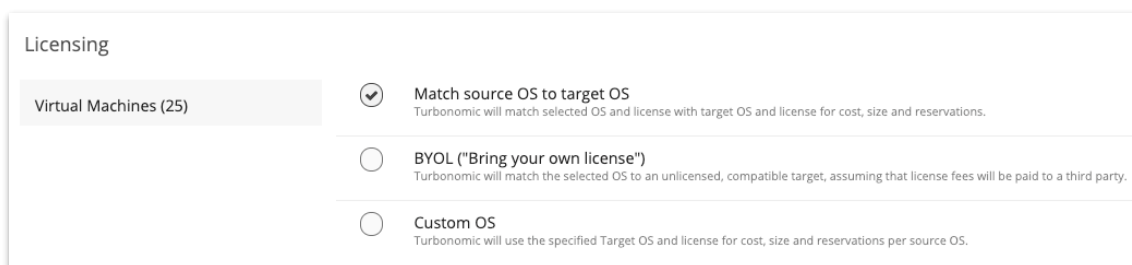 Licensing
Virtual Machines (25)
Match source OS to target OS
Turbonomic will match selected OS and license with target OS and license for cost, size and reservations.
BYOL ("Bring your own license")
Turbonomic will match the selected OS to an unlicensed, compatible target, assuming that license fees will be paid to a third party.
Custom OS
Turbonomic will use the specified Target OS and license for cost, size and reservations per source OS.